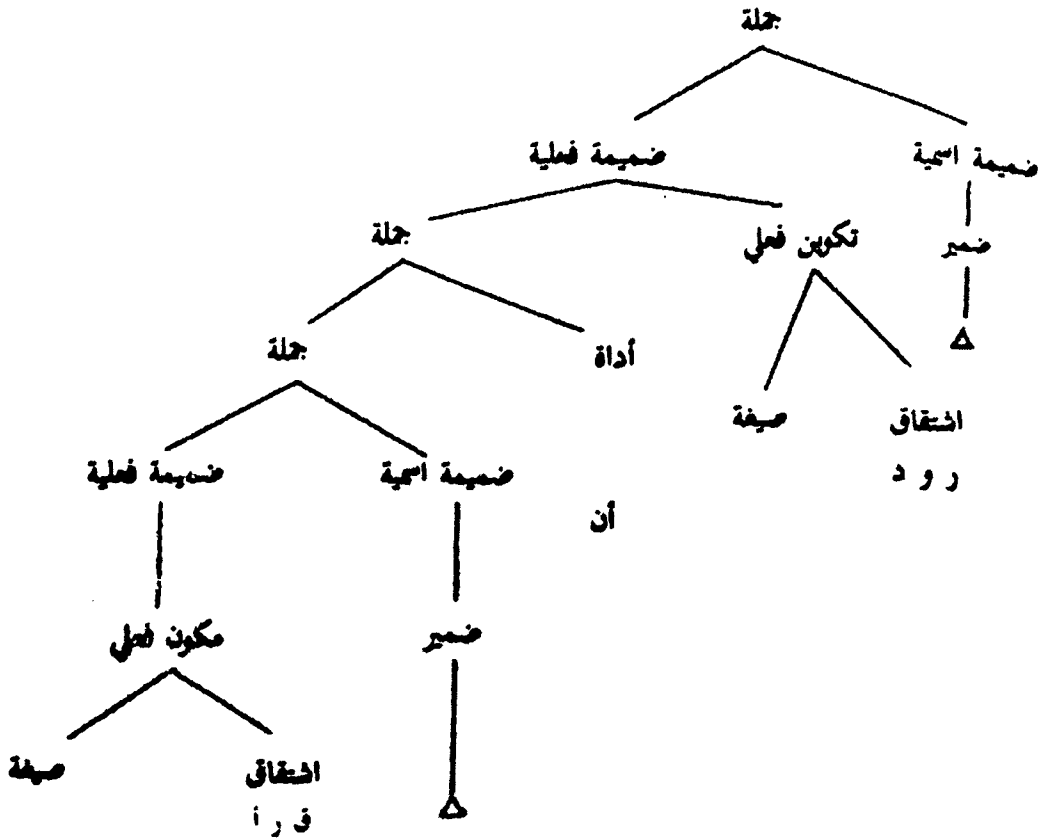 جملة
ضميمة اسمية ضميمة فعلية
ضمير تكوين فعلي جملة
△ أداة جملة
اشتقاق صيغة
ر و د
ضميمة اسمية ضميمة فعلية
أن
ضمير مكون فعلي
△ اشتقاق صيغة
ق ر أ